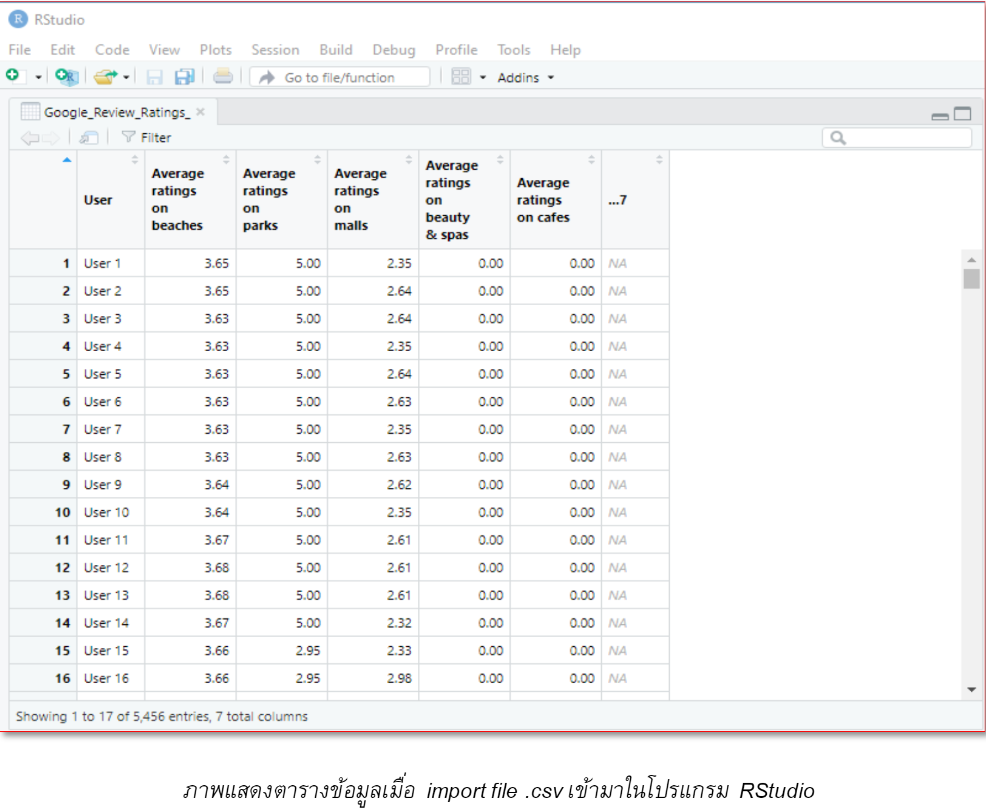 RStudio
File Edit Code View Plots Session Build Debug Profile Tools Help
Go to file/function Addins
Google_Review_Ratings_
Filter
User Average ratings on beaches Average ratings on parks Average ratings on malls Average ratings on beauty & spas Average ratings on cafes ...7
1 User 1 3.65 5.00 2.35 0.00 0.00 NA
2 User 2 3.65 5.00 2.64 0.00 0.00 NA
3 User 3 3.63 5.00 2.64 0.00 0.00 NA
4 User 4 3.63 5.00 2.35 0.00 0.00 NA
5 User 5 3.63 5.00 2.64 0.00 0.00 NA
6 User 6 3.63 5.00 2.63 0.00 0.00 NA
7 User 7 3.63 5.00 2.35 0.00 0.00 NA
8 User 8 3.63 5.00 2.63 0.00 0.00 NA
9 User 9 3.64 5.00 2.62 0.00 0.00 NA
10 User 10 3.64 5.00 2.35 0.00 0.00 NA
11 User 11 3.67 5.00 2.61 0.00 0.00 NA
12 User 12 3.68 5.00 2.61 0.00 0.00 NA
13 User 13 3.68 5.00 2.61 0.00 0.00 NA
14 User 14 3.67 5.00 2.32 0.00 0.00 NA
15 User 15 3.66 2.95 2.33 0.00 0.00 NA
16 User 16 3.66 2.95 2.98 0.00 0.00 NA
Showing 1 to 17 of 5,456 entries, 7 total columns
ภาพแสดงตารางข้อมูลเมื่อ import file .csv เข้ามาในโปรแกรม RStudio